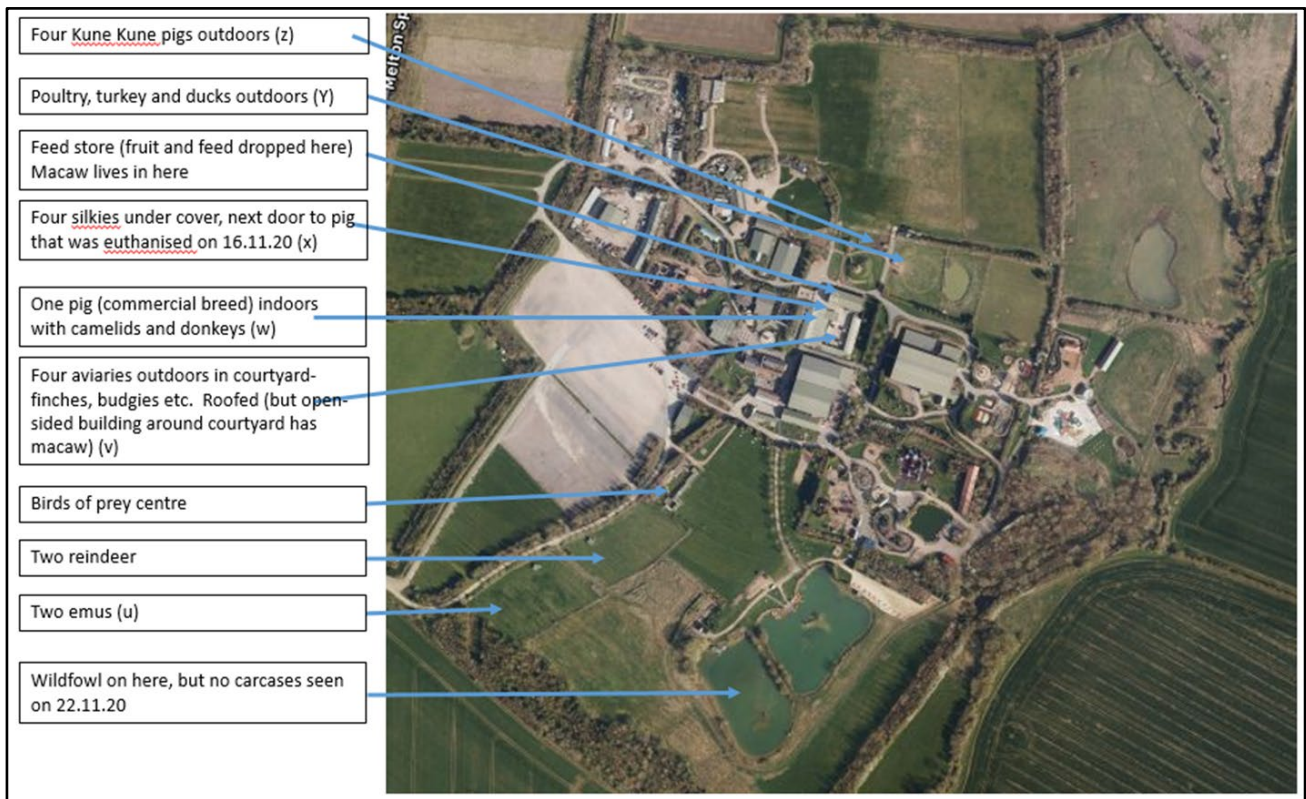 Four Kune Kune pigs outdoors (z)
Poultry, turkey and ducks outdoors (Y)
Feed store (fruit and feed dropped here)
Macaw lives in here
Four silkies under cover, next door to pig
that was euthanised on 16.11.20 (x)
One pig (commercial breed) indoors
with camelids and donkeys (w)
Four aviaries outdoors in courtyard-
finches, budgies etc.  Roofed (but open-
sided building around courtyard has
macaw) (v)
Birds of prey centre
Two reindeer
Two emus (u)
Wildfowl on here, but no carcases seen
on 22.11.20
Melton Sp